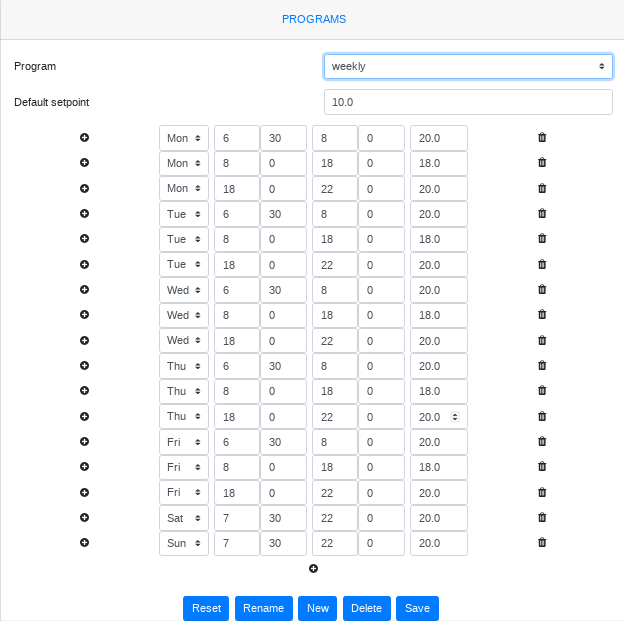 PROGRAMS
Program weekly
Default setpoint 10.0
Mon 6 30 8 0 20.0
Mon 8 0 18 0 18.0
Mon 18 0 22 0 20.0
Tue 6 30 8 0 20.0
Tue 8 0 18 0 18.0
Tue 18 0 22 0 20.0
Wed 6 30 8 0 20.0
Wed 8 0 18 0 18.0
Wed 18 0 22 0 20.0
Thu 6 30 8 0 20.0
Thu 8 0 18 0 18.0
Thu 18 0 22 0 20.0
Fri 6 30 8 0 20.0
Fri 8 0 18 0 18.0
Fri 18 0 22 0 20.0
Sat 7 30 22 0 20.0
Sun 7 30 22 0 20.0
Reset Rename New Delete Save